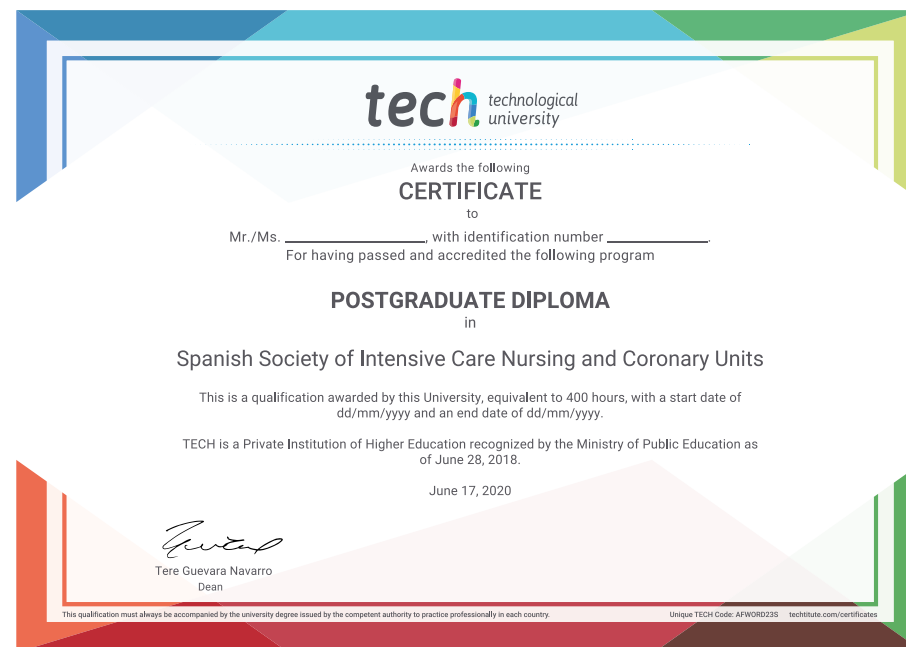 tech technological
university
Awards the following
CERTIFICATE
to
Mr./Ms. ________________, with identification number ____________.
For having passed and accredited the following program
POSTGRADUATE DIPLOMA
in
Spanish Society of Intensive Care Nursing and Coronary Units
This is a qualification awarded by this University, equivalent to 400 hours, with a start date of
dd/mm/yyyy and an end date of dd/mm/yyyy.
TECH is a Private Institution of Higher Education recognized by the Ministry of Public Education as
of June 28, 2018.
June 17, 2020
Tere Guevara Navarro
Dean
This qualification must always be accompanied by the university degree issued by the competent authority to practice professionally in each country. Unique TECH Code: AFWORD23S techtitute.com/certificates